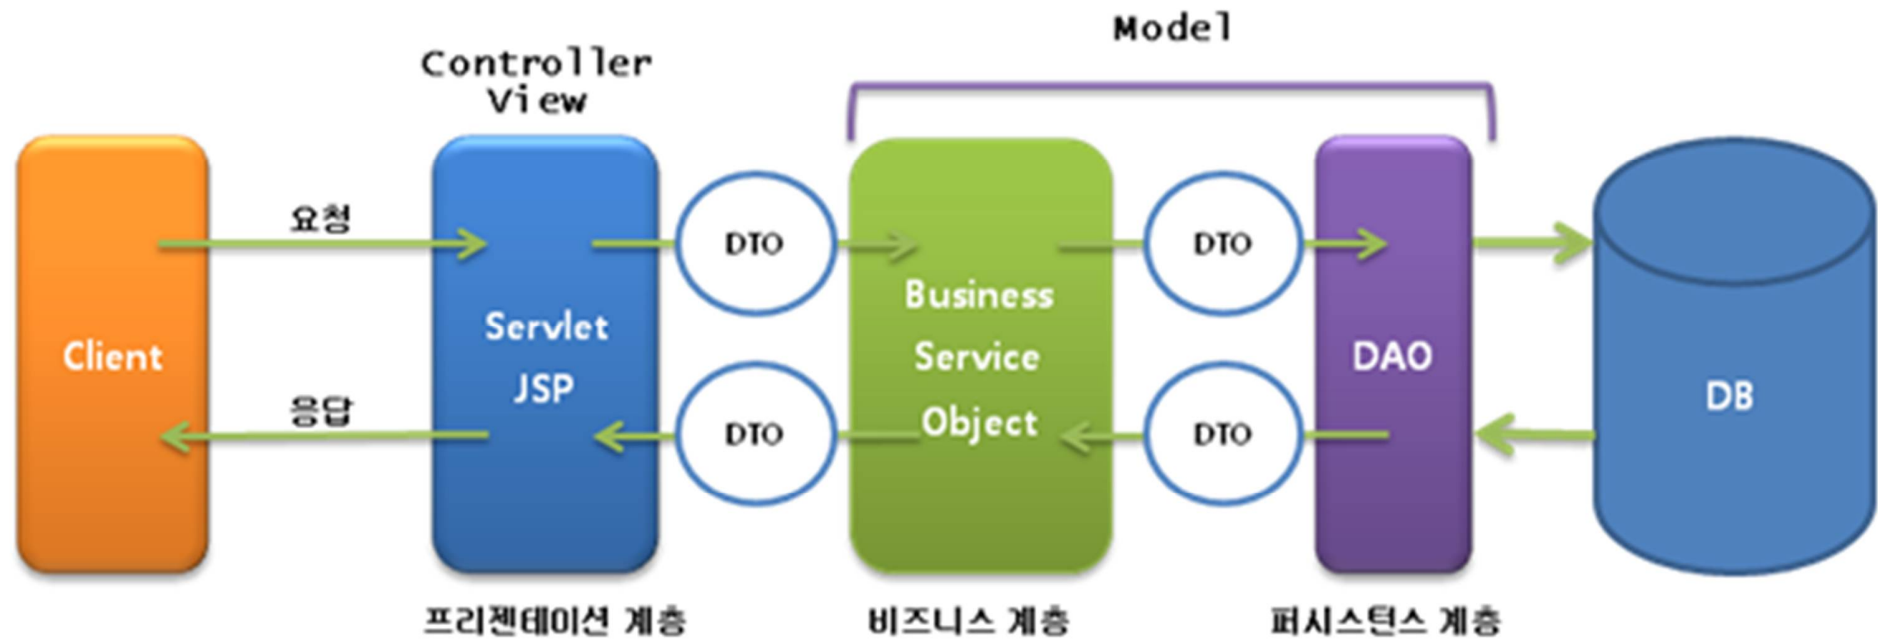 Model
Controller
View
요청
DTO
DTO
Business
Service
Object
Servlet
JSP
Client
DAO
DB
응답
DTO
DTO
프리젠테이션 계층
비즈니스 계층
퍼시스턴스 계층